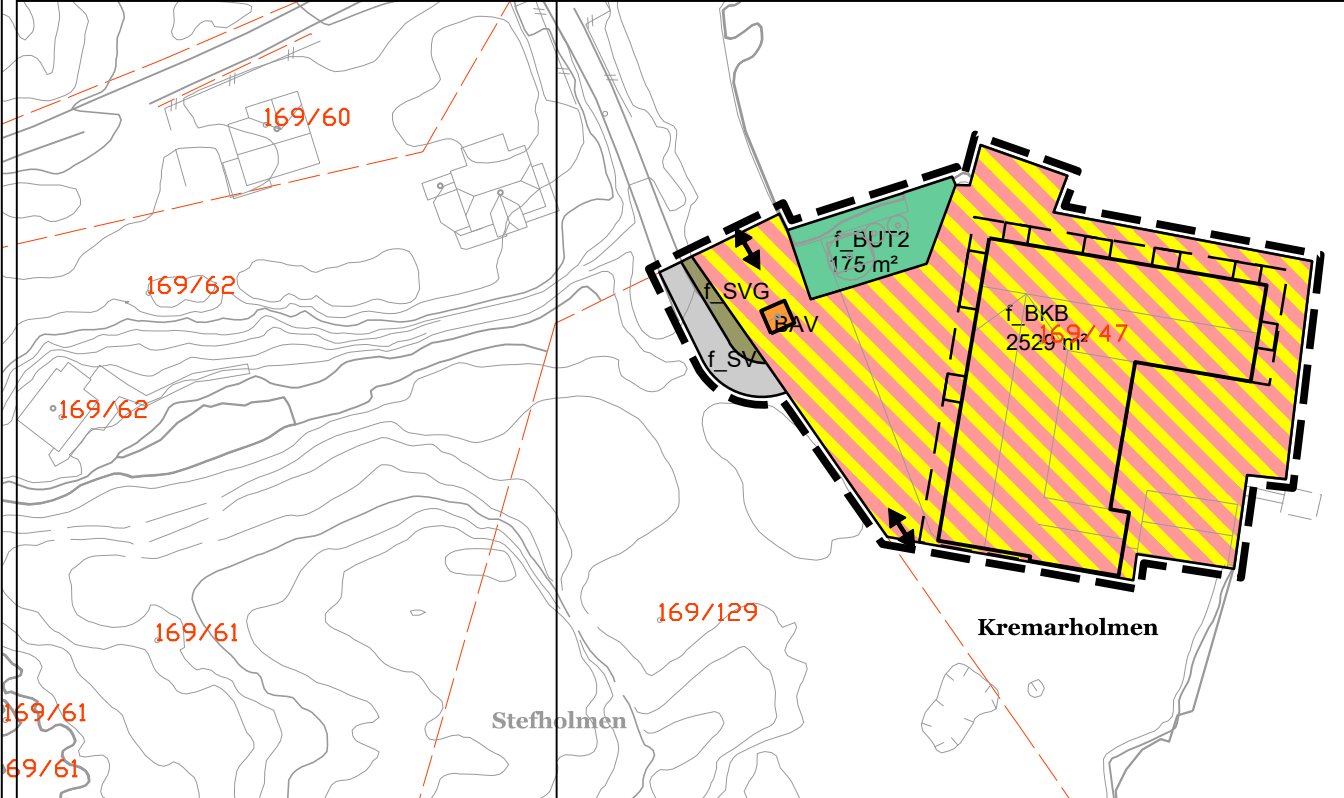 169/60
f_BUT2
175 m²
169/62
f_SVG
f_BKB
BAV
169/47
2529 m²
f_SV
169/62
169/129
Kremarholmen
169/61
169/61
Stefholmen
69/61